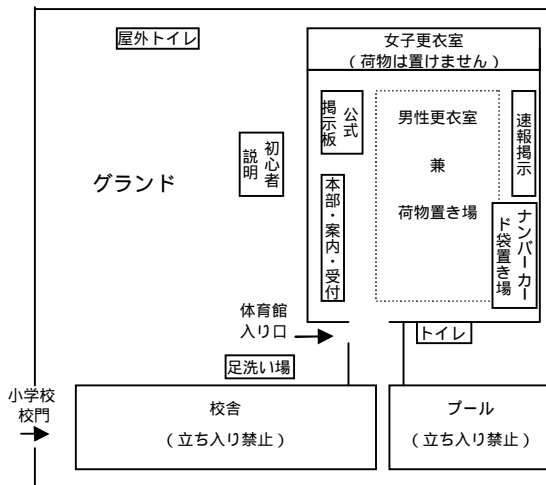 屋外トイレ
女子更衣室
（荷物は置けません）
公式
掲示板
男性更衣室
兼
荷物置き場
速報掲示
初心者
説明
グランド
本部・案内・受付
ナンバーカー
ド袋置き場
体育館
入り口
トイレ
足洗い場
小学校
校門
校舎
（立ち入り禁止）
プール
（立ち入り禁止）